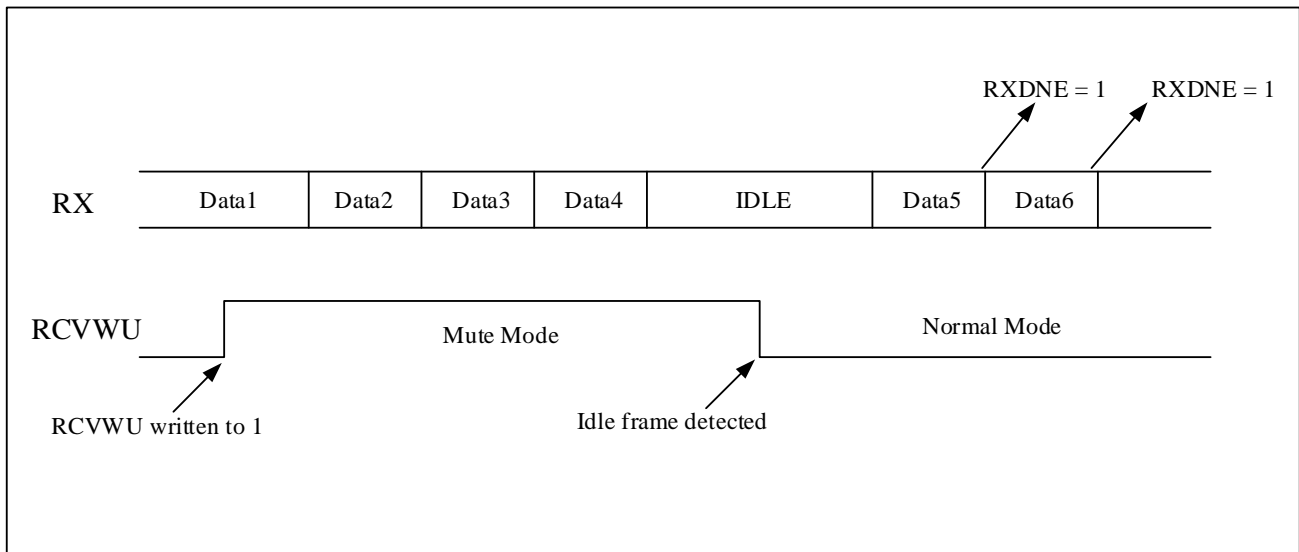 RXDNE = 1 RXDNE = 1
RX Data1 Data2 Data3 Data4 IDLE Data5 Data6
RCVWU Mute Mode Normal Mode
RCVWU written to 1 Idle frame detected